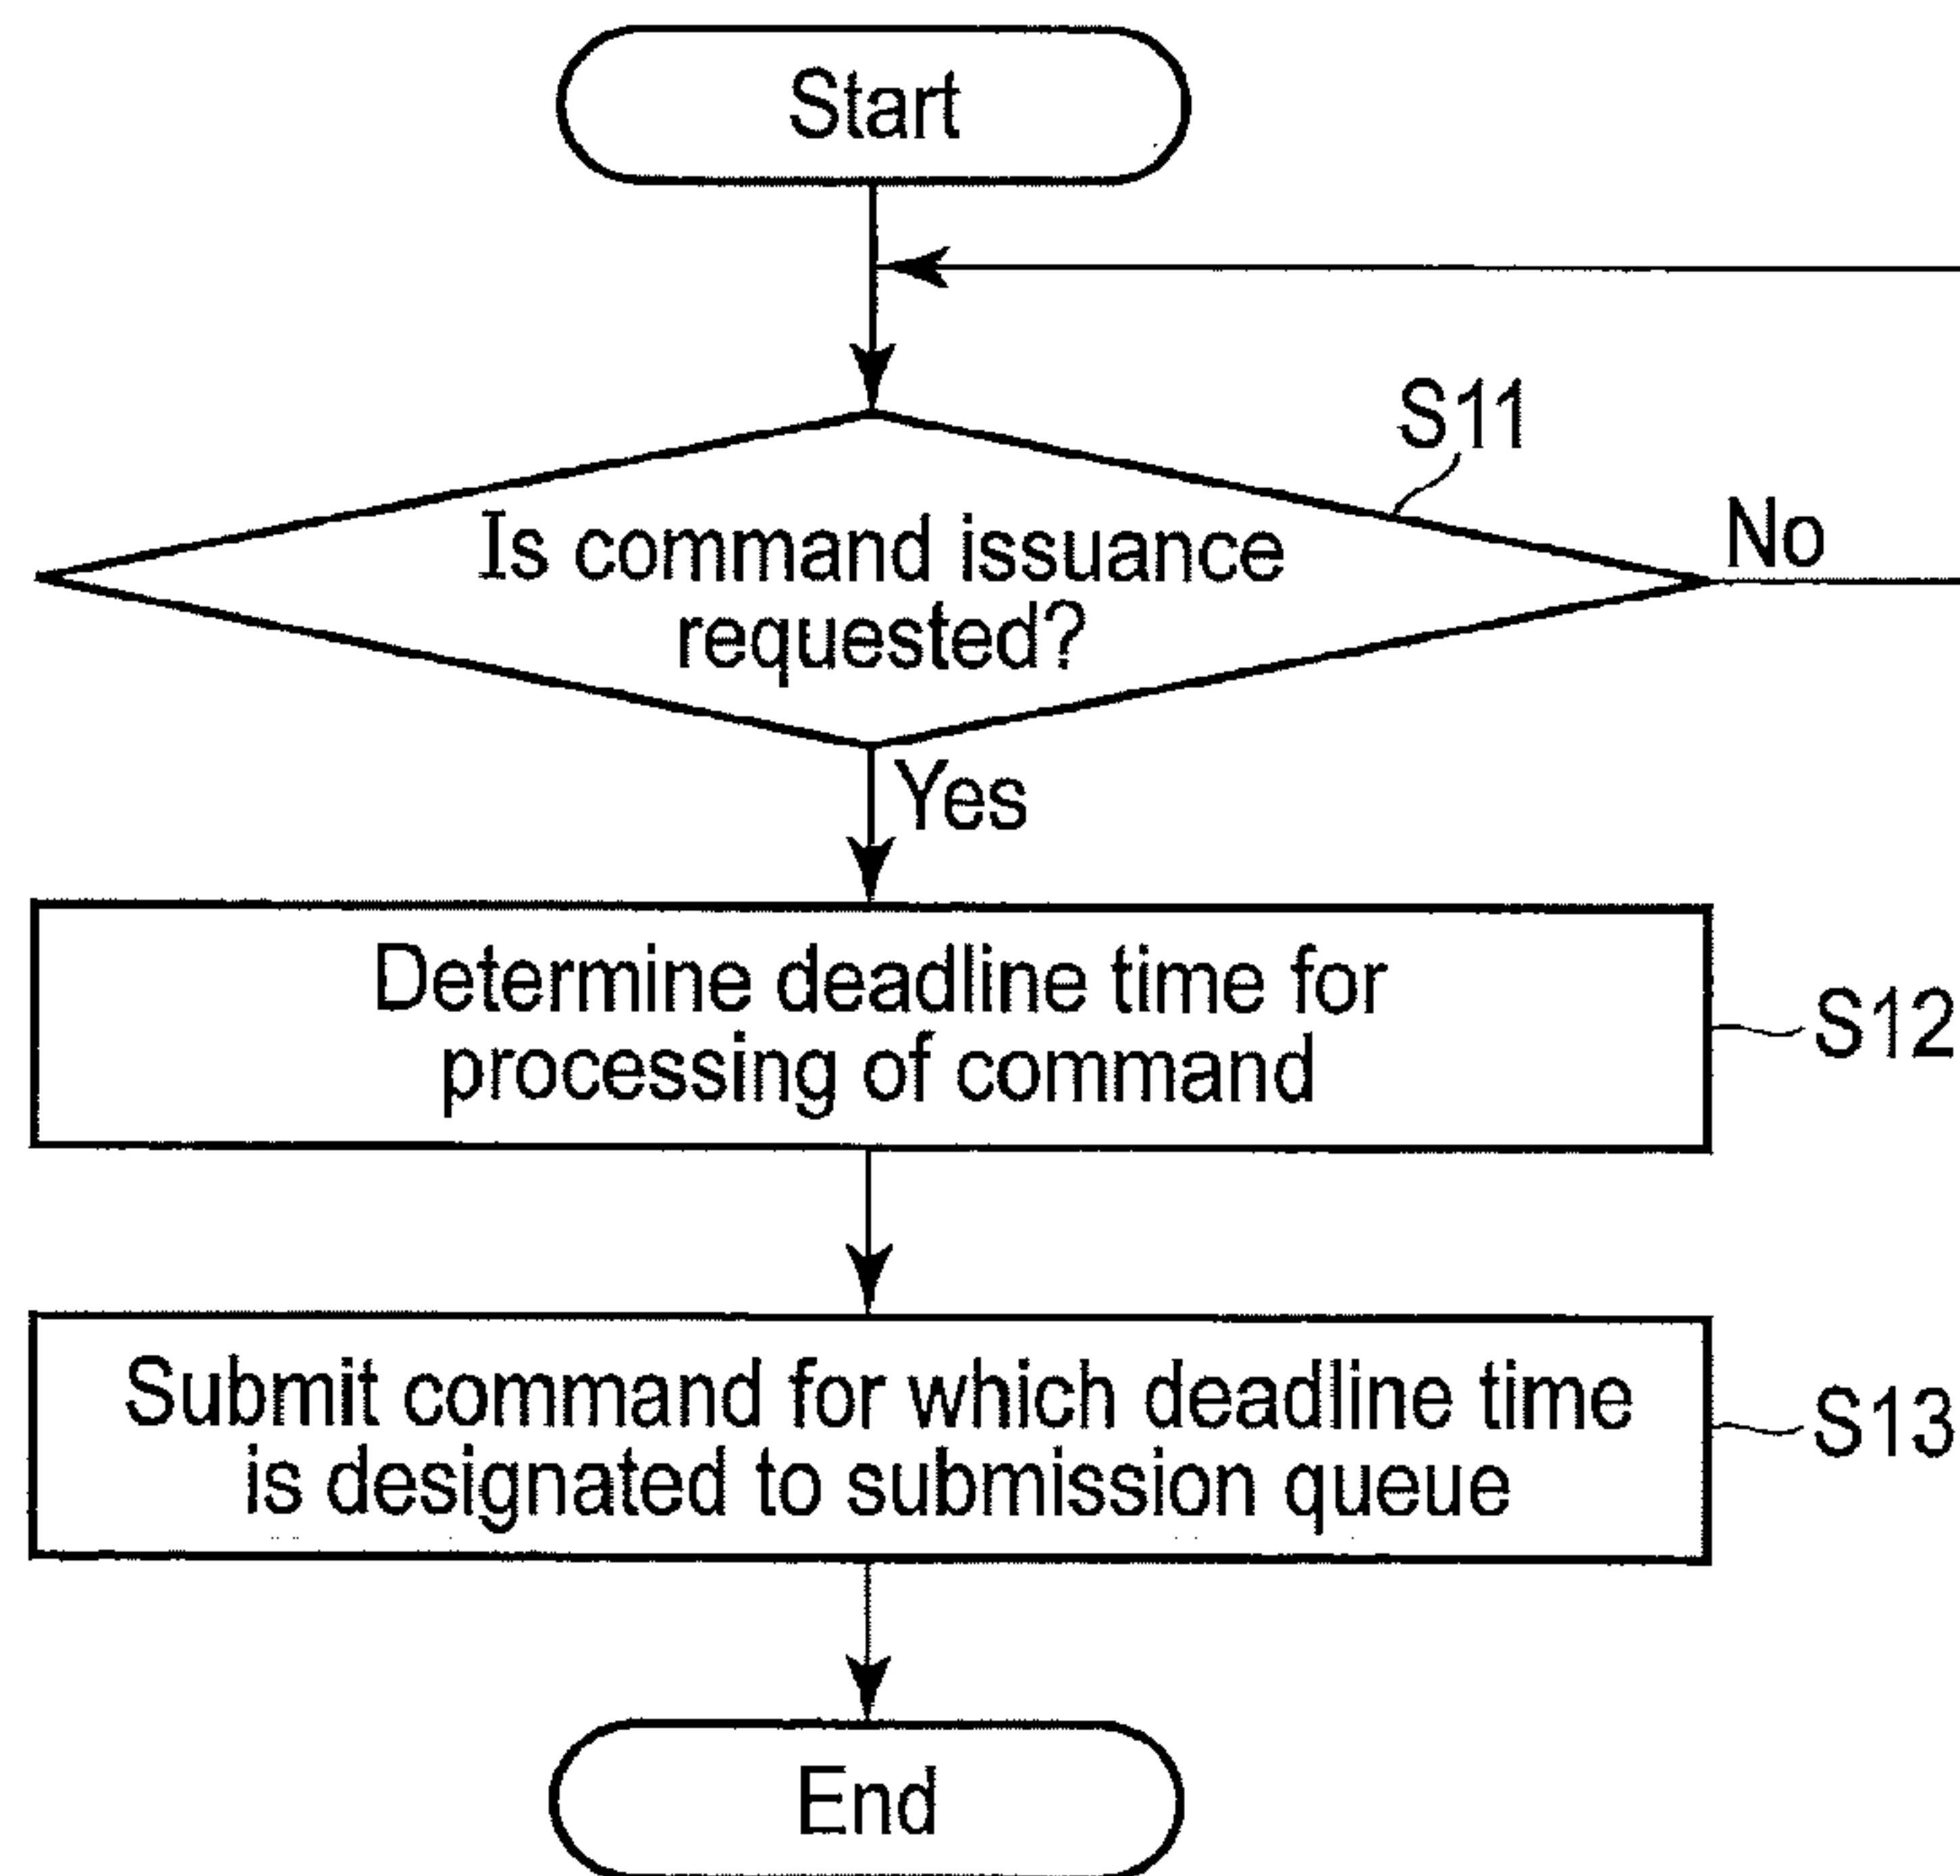 Start
S11
Is command issuance
requested?
No
Yes
Determine deadline time for
processing of command
S12
Submit command for which deadline time
is designated to submission queue
S13
End